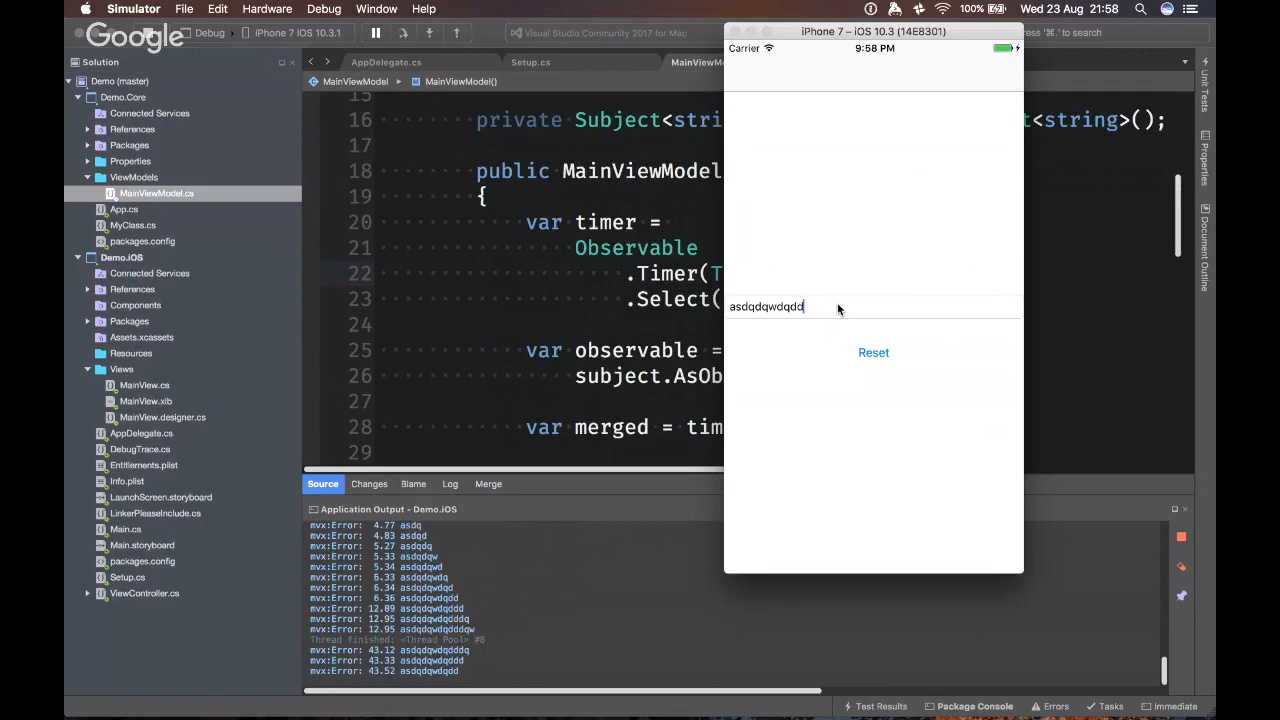 Simulator File Edit Hardware Debug Window Help 100% Wed 23 Aug 21:58
Google
Debug iPhone 7 iOS 10.3.1
Visual Studio Community 2017 for Mac
iPhone 7 – iOS 10.3 (14E8301)
Carrier 9:58 PM
asdqdqwdqdd
Reset
Solution
Demo (master)
Demo.Core
Connected Services
References
Packages
Properties
ViewModels
MainViewModel.cs
App.cs
MyClass.cs
packages.config
Demo.iOS
Connected Services
References
Components
Packages
Assets.xcassets
Resources
Views
MainView.cs
MainView.xib
MainView.designer.cs
AppDelegate.cs
DebugTrace.cs
Entitlements.plist
Info.plist
LaunchScreen.storyboard
LinkerPleaseInclude.cs
Main.cs
Main.storyboard
packages.config
Setup.cs
ViewController.cs
AppDelegate.cs Setup.cs
MainViewModel MainViewModel()
15
16 private Subject<stri t<string>();
17
18 public MainViewModel
19 {
20 var timer =
21 Observable
22 .Timer(T
23 .Select(
24
25 var observable =
26 subject.AsOb
27
28 var merged = tim
29
Source Changes Blame Log Merge
Application Output - Demo.iOS
mvx:Error: 4.77 asdq
mvx:Error: 4.83 asdqd
mvx:Error: 5.27 asdqdq
mvx:Error: 5.33 asdqdqw
mvx:Error: 5.34 asdqdqwd
mvx:Error: 6.33 asdqdqwdq
mvx:Error: 6.34 asdqdqwdqd
mvx:Error: 6.36 asdqdqwdqdd
mvx:Error: 12.89 asdqdqwdqddd
mvx:Error: 12.95 asdqdqwdqdddq
mvx:Error: 12.95 asdqdqwdqdddqw
Thread finished: <Thread Pool> #8
mvx:Error: 43.12 asdqdqwdqdddq
mvx:Error: 43.33 asdqdqwdqddd
mvx:Error: 43.52 asdqdqwdqdd
Unit Tests
Properties
Document Outline
Test Results Package Console Errors Tasks Immediate